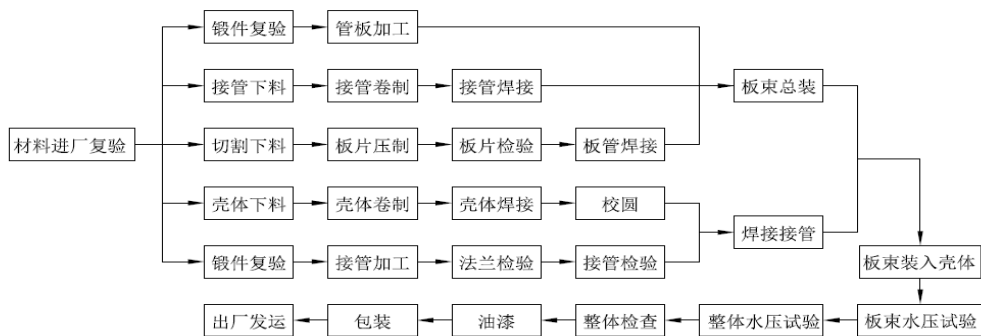 锻件复验
管板加工
接管下料
接管卷制
接管焊接
板束总装
材料进厂复验
切割下料
板片压制
板片检验
板管焊接
壳体下料
壳体卷制
壳体焊接
校圆
焊接接管
锻件复验
接管加工
法兰检验
接管检验
板束装入壳体
出厂发运
包装
油漆
整体检查
整体水压试验
板束水压试验